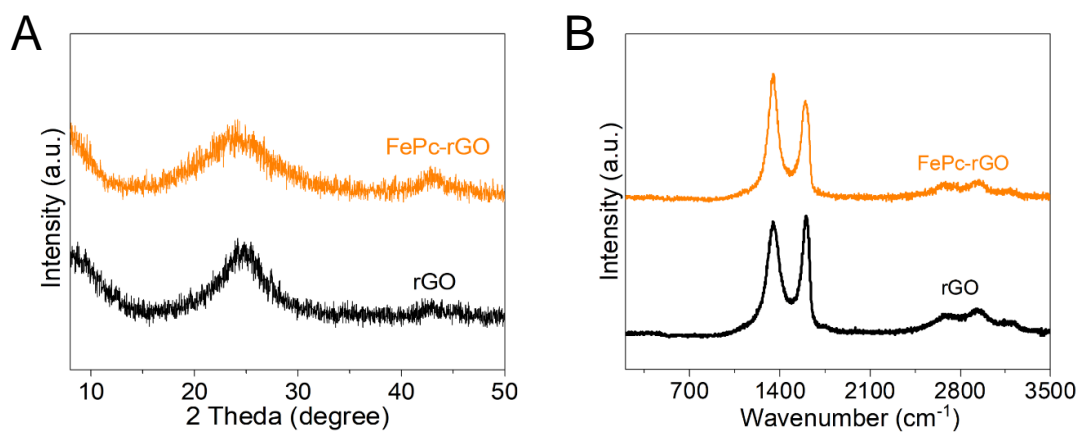 A
Intensity (a.u.)
FePc-rGO
rGO
10 20 30 40 50
2 Theda (degree)
B
Intensity (a.u.)
FePc-rGO
rGO
700 1400 2100 2800 3500
Wavenumber (cm⁻¹)